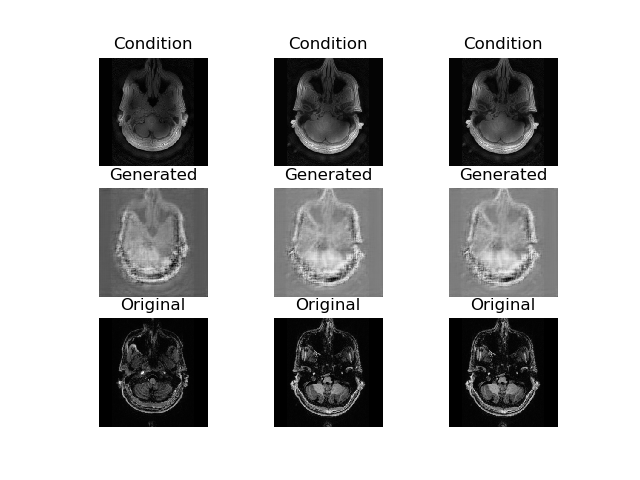 Condition Condition Condition
Generated Generated Generated
Original Original Original